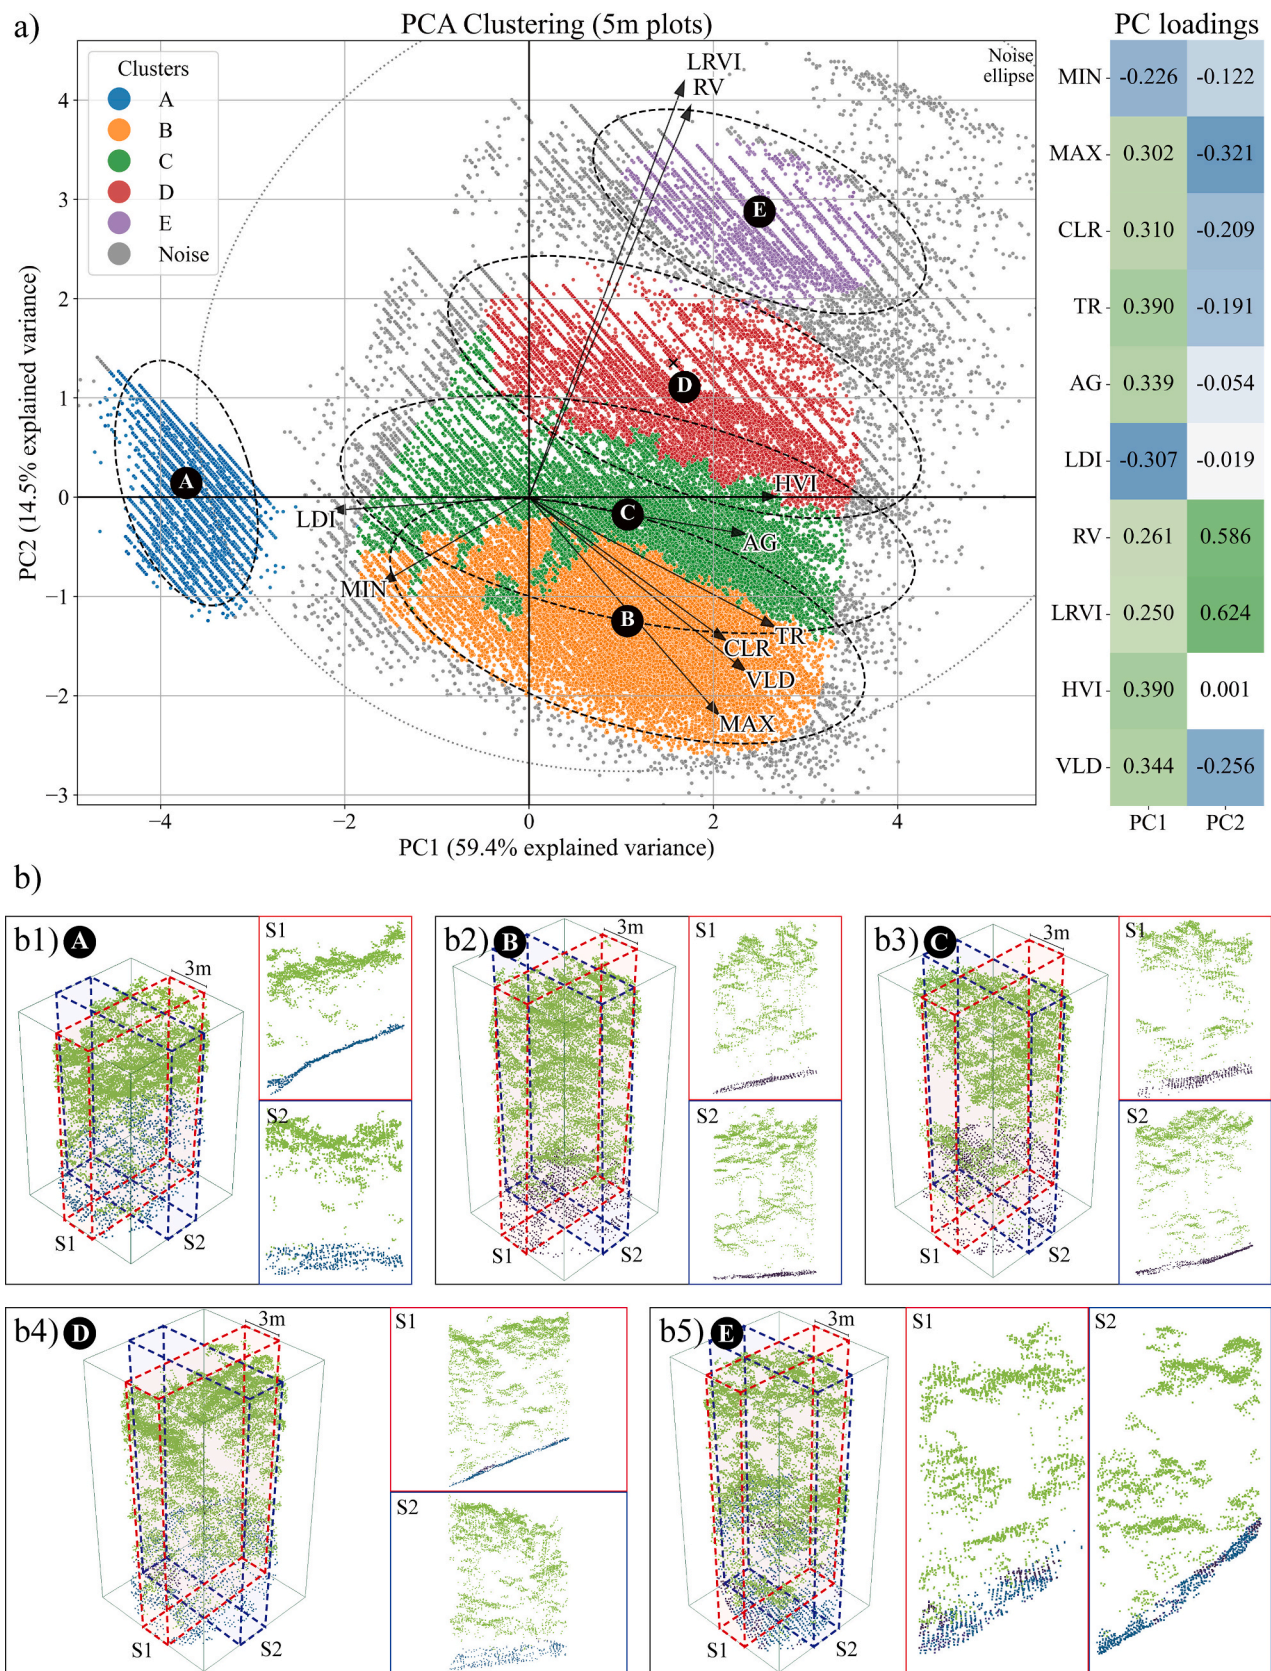 a)
PCA Clustering (5m plots)
PC loadings
Clusters
A
B
C
D
E
Noise
Noise
ellipse
LRVI
RV
E
D
A
HVI
C
LDI
AG
MIN
B
TR
CLR
VLD
MAX
4
3
2
1
0
−1
−2
−3
PC2 (14.5% explained variance)
−4
−2
0
2
4
PC1 (59.4% explained variance)
MIN -0.226 -0.122
MAX 0.302 -0.321
CLR 0.310 -0.209
TR 0.390 -0.191
AG 0.339 -0.054
LDI -0.307 -0.019
RV 0.261 0.586
LRVI 0.250 0.624
HVI 0.390 0.001
VLD 0.344 -0.256
PC1 PC2
b)
b1) A
3m
S1
S2
S1
S2
b2) B
3m
S1
S2
S1
S2
b3) C
3m
S1
S2
S1
S2
b4) D
3m
S1
S2
S1
S2
b5) E
3m
S1
S2
S1
S2